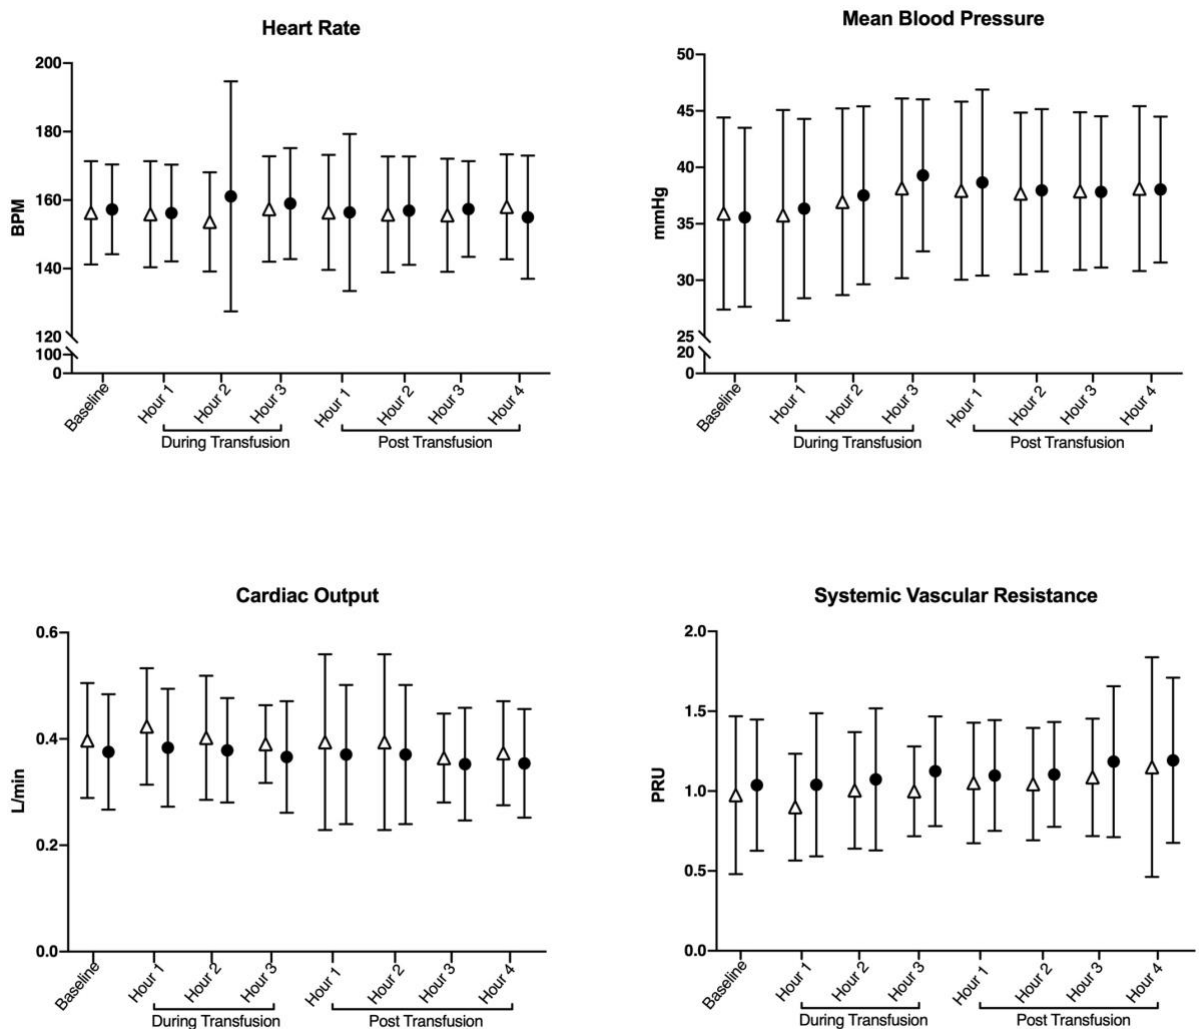 Heart Rate
200
180
160
140
120
100
0
BPM
Baseline
Hour 1
Hour 2
Hour 3
Hour 1
Hour 2
Hour 3
Hour 4
During Transfusion
Post Transfusion
Mean Blood Pressure
50
45
40
35
30
25
20
0
mmHg
Baseline
Hour 1
Hour 2
Hour 3
Hour 1
Hour 2
Hour 3
Hour 4
During Transfusion
Post Transfusion
Cardiac Output
0.6
0.4
0.2
0.0
L/min
Baseline
Hour 1
Hour 2
Hour 3
Hour 1
Hour 2
Hour 3
Hour 4
During Transfusion
Post Transfusion
Systemic Vascular Resistance
2.0
1.5
1.0
0.5
0.0
PRU
Baseline
Hour 1
Hour 2
Hour 3
Hour 1
Hour 2
Hour 3
Hour 4
During Transfusion
Post Transfusion